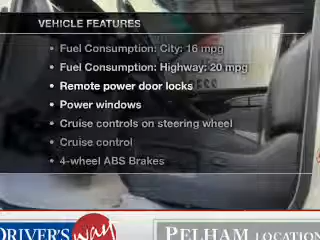 VEHICLE FEATURES
• Fuel Consumption: City: 16 mpg
• Fuel Consumption: Highway: 20 mpg
• Remote power door locks
• Power windows
• Cruise controls on steering wheel
• Cruise control
• 4-wheel ABS Brakes
DRIVER'S way
PELHAM LOCATION